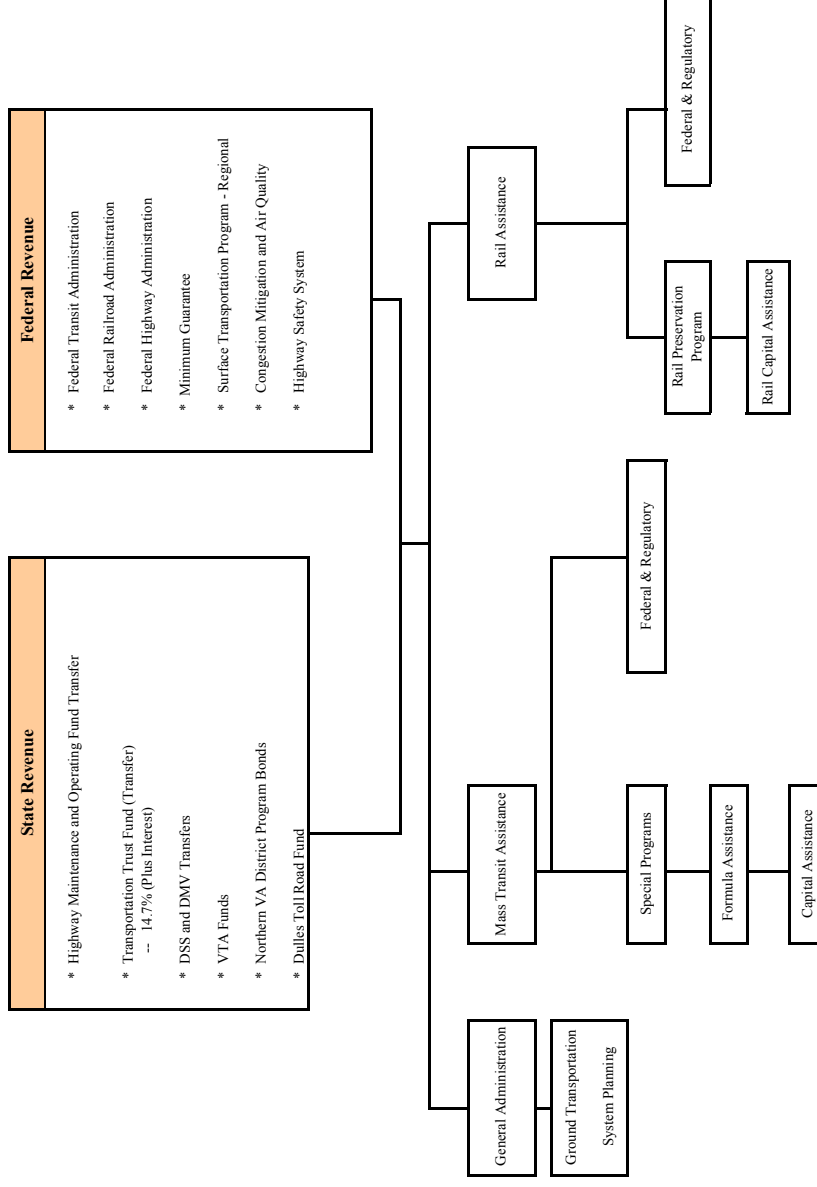 State Revenue
* Highway Maintenance and Operating Fund Transfer
* Transportation Trust Fund (Transfer)
-- 14.7% (Plus Interest)
* DSS and DMV Transfers
* VTA Funds
* Northern VA District Program Bonds
* Dulles Toll Road Fund
Federal Revenue
* Federal Transit Administration
* Federal Railroad Administration
* Federal Highway Administration
* Minimum Guarantee
* Surface Transportation Program - Regional
* Congestion Mitigation and Air Quality
* Highway Safety System
General Administration
Ground Transportation
System Planning
Mass Transit Assistance
Special Programs
Formula Assistance
Capital Assistance
Federal & Regulatory
Rail Assistance
Rail Preservation
Program
Rail Capital Assistance
Federal & Regulatory